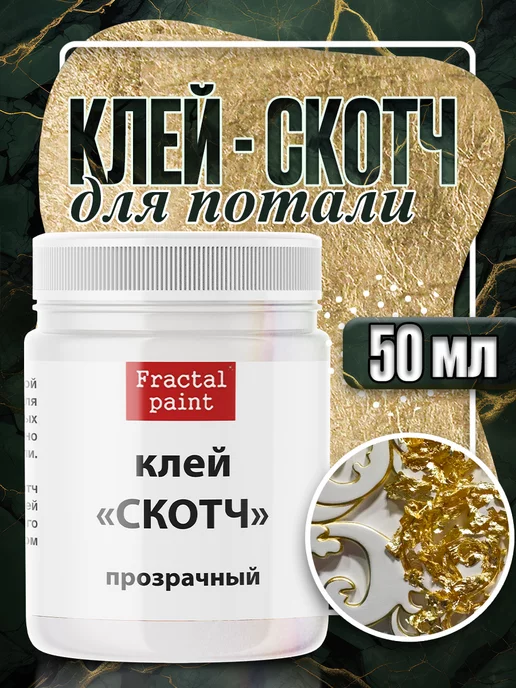 КЛЕЙ - СКОТЧ
для потали
50 мл
Fractal
paint
клей
«СКОТЧ»
прозрачный